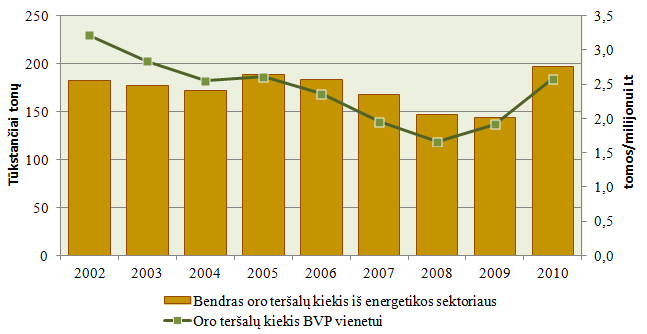 250
200
150
100
50
0
Tūkstančiai tonų
3,5
3,0
2,5
2,0
1,5
1,0
0,5
0,0
tomos/milijonui Lt
2002 2003 2004 2005 2006 2007 2008 2009 2010
Bendras oro teršalų kiekis iš energetikos sektoriaus
Oro teršalų kiekis BVP vienetui